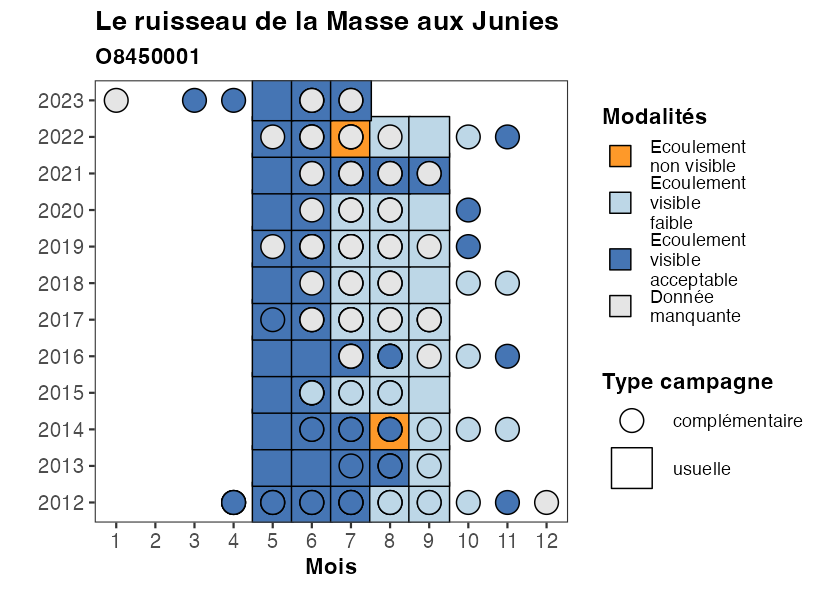 Le ruisseau de la Masse aux Junies
O8450001
2023
2022
2021
2020
2019
2018
2017
2016
2015
2014
2013
2012
1 2 3 4 5 6 7 8 9 10 11 12
Mois
Modalités
Ecoulement
non visible
Ecoulement
visible
faible
Ecoulement
visible
acceptable
Donnée
manquante
Type campagne
complémentaire
usuelle